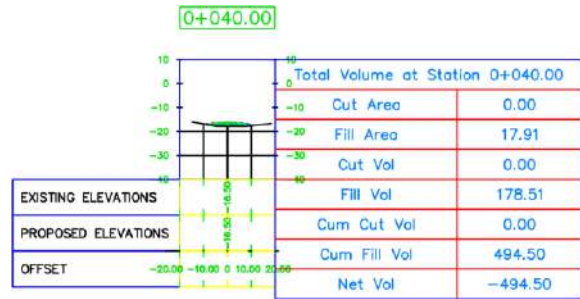 0+040.00
10 10
0 0
-10 -10
-20 -20
-30 -30
-40 -40
Total Volume at Station 0+040.00
Cut Area 0.00
Fill Area 17.91
Cut Vol 0.00
Fill Vol 178.51
Cum Cut Vol 0.00
Cum Fill Vol 494.50
Net Vol -494.50
EXISTING ELEVATIONS -16.50
PROPOSED ELEVATIONS -16.50
OFFSET -20.00 -10.00 0 10.00 20.00